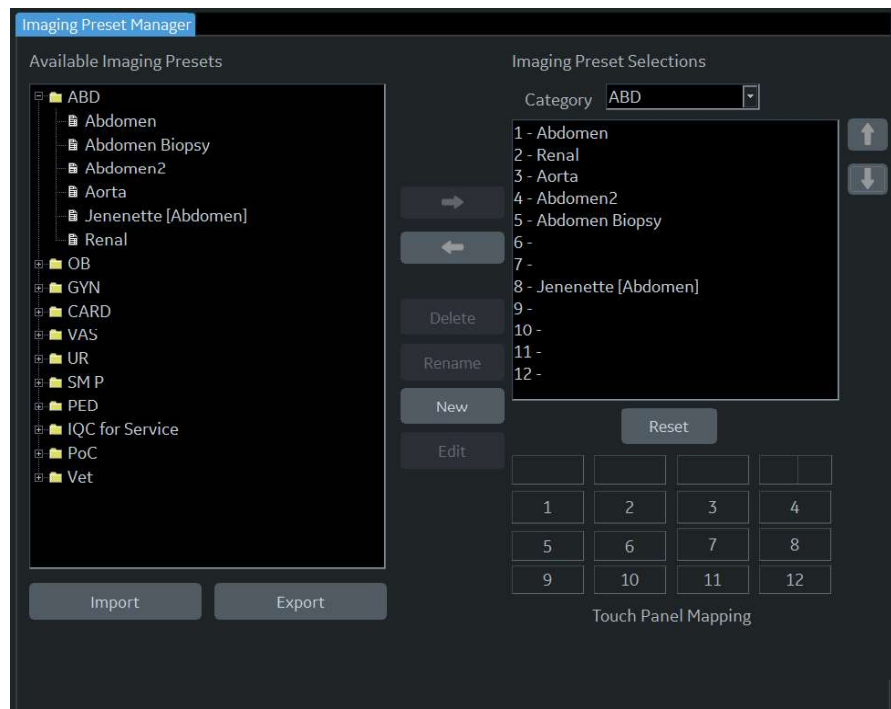 Imaging Preset Manager
Available Imaging Presets
ABD
Abdomen
Abdomen Biopsy
Abdomen2
Aorta
Jenenette [Abdomen]
Renal
OB
GYN
CARD
VAS
UR
SM P
PED
IQC for Service
PoC
Vet
Import
Export
Delete
Rename
New
Edit
Imaging Preset Selections
Category ABD
1 - Abdomen
2 - Renal
3 - Aorta
4 - Abdomen2
5 - Abdomen Biopsy
6 -
7 -
8 - Jenenette [Abdomen]
9 -
10 -
11 -
12 -
Reset
1 2 3 4
5 6 7 8
9 10 11 12
Touch Panel Mapping